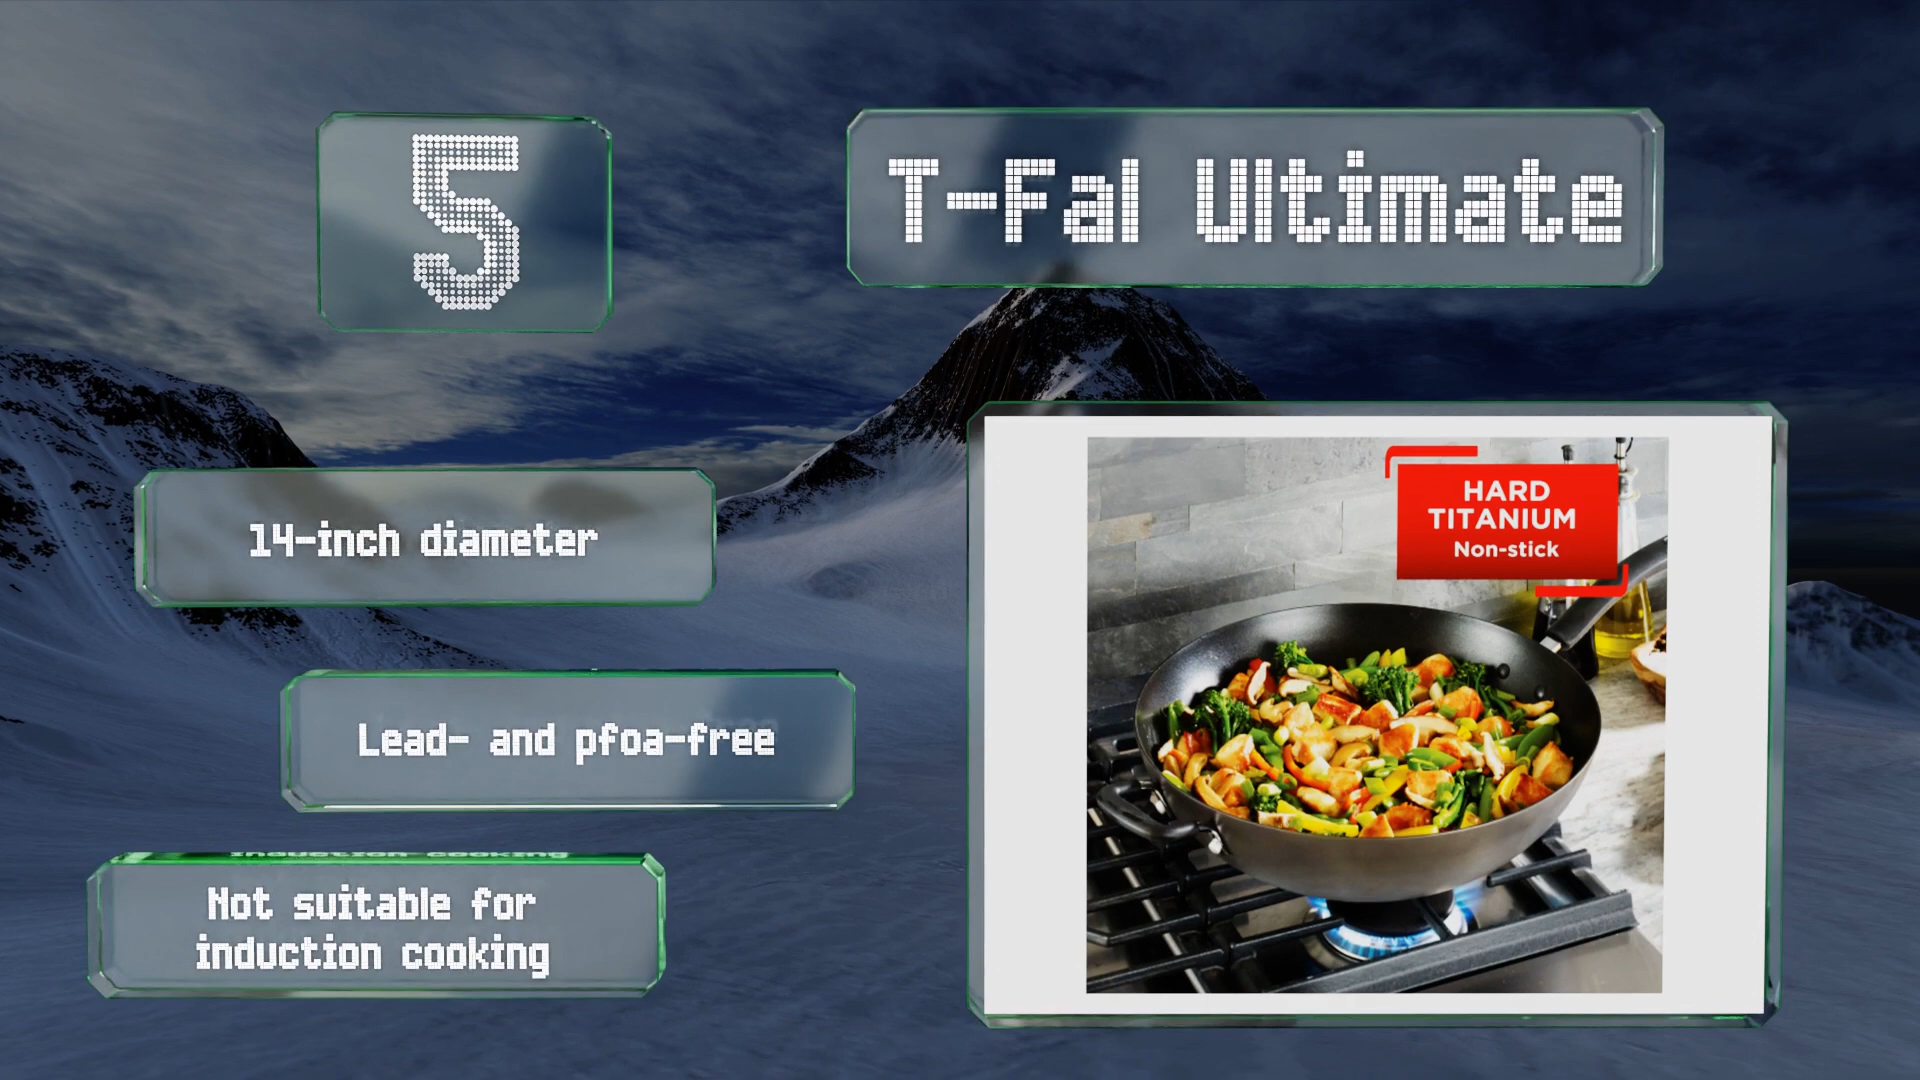 5
T-Fal Ultimate
14-inch diameter
Lead- and pfoa-free
Not suitable for
induction cooking
HARD
TITANIUM
Non-stick